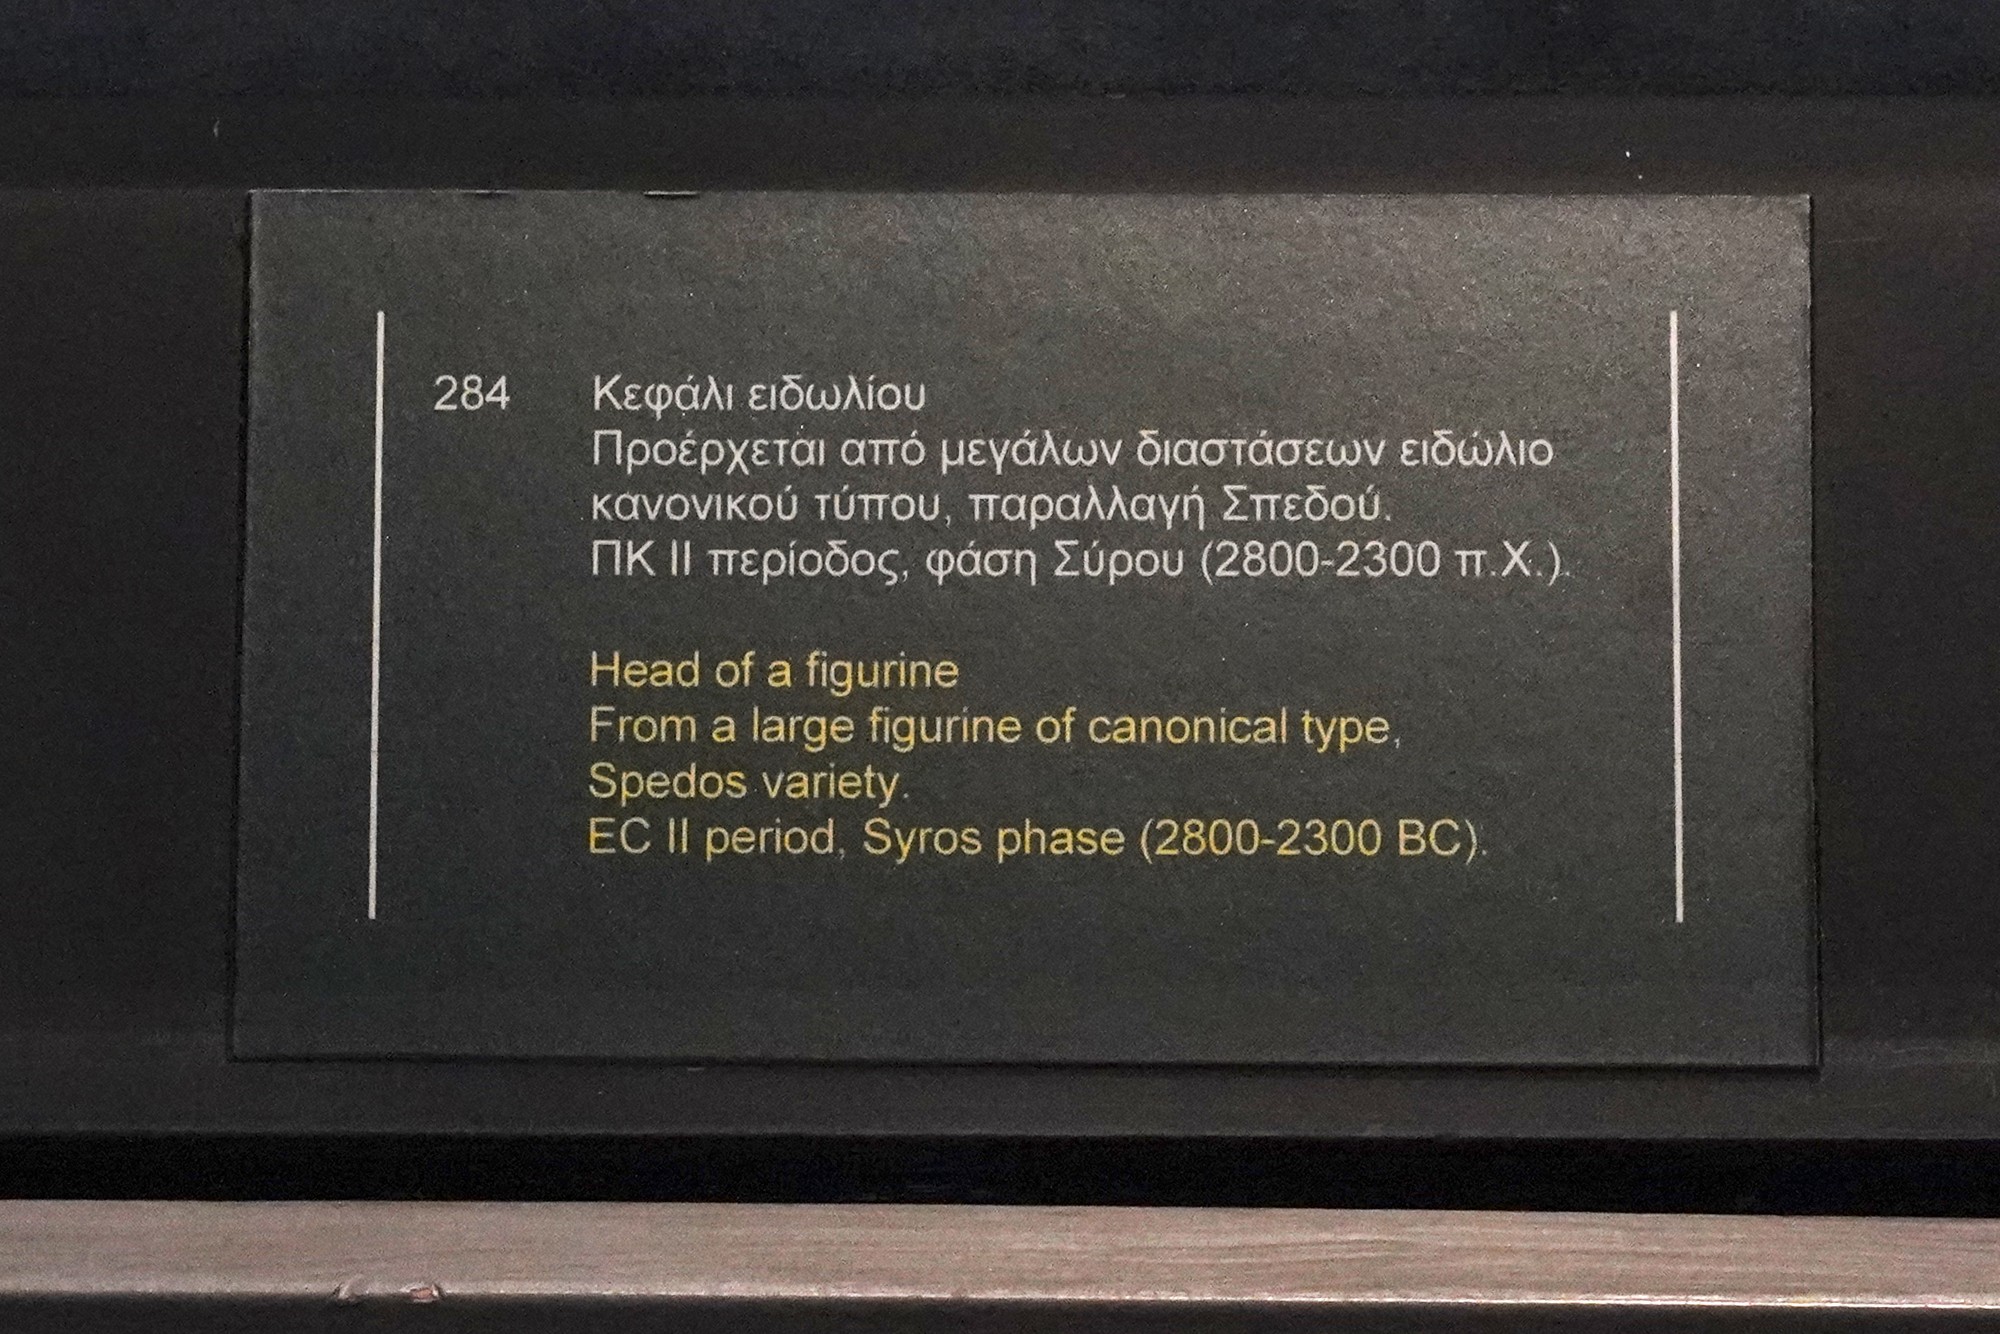 284 Κεφάλι ειδωλίου
Προέρχεται από μεγάλων διαστάσεων ειδώλιο
κανονικού τύπου, παραλλαγή Σπεδού.
ΠΚ ΙΙ περίοδος, φάση Σύρου (2800-2300 π.Χ.).
Head of a figurine
From a large figurine of canonical type,
Spedos variety.
EC II period, Syros phase (2800-2300 BC).